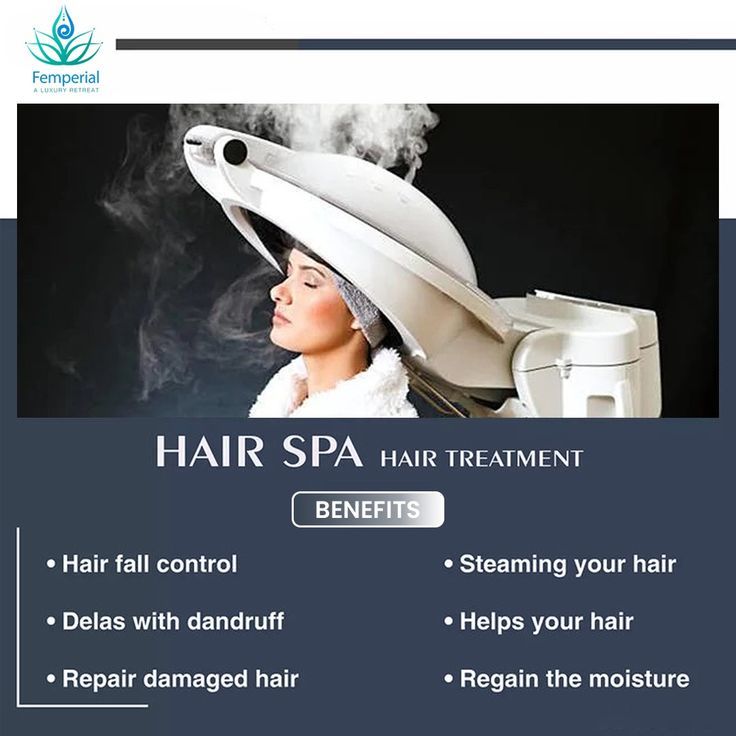 Femperial
A LUXURY RETREAT
HAIR SPA HAIR TREATMENT
BENEFITS
• Hair fall control
• Delas with dandruff
• Repair damaged hair
• Steaming your hair
• Helps your hair
• Regain the moisture